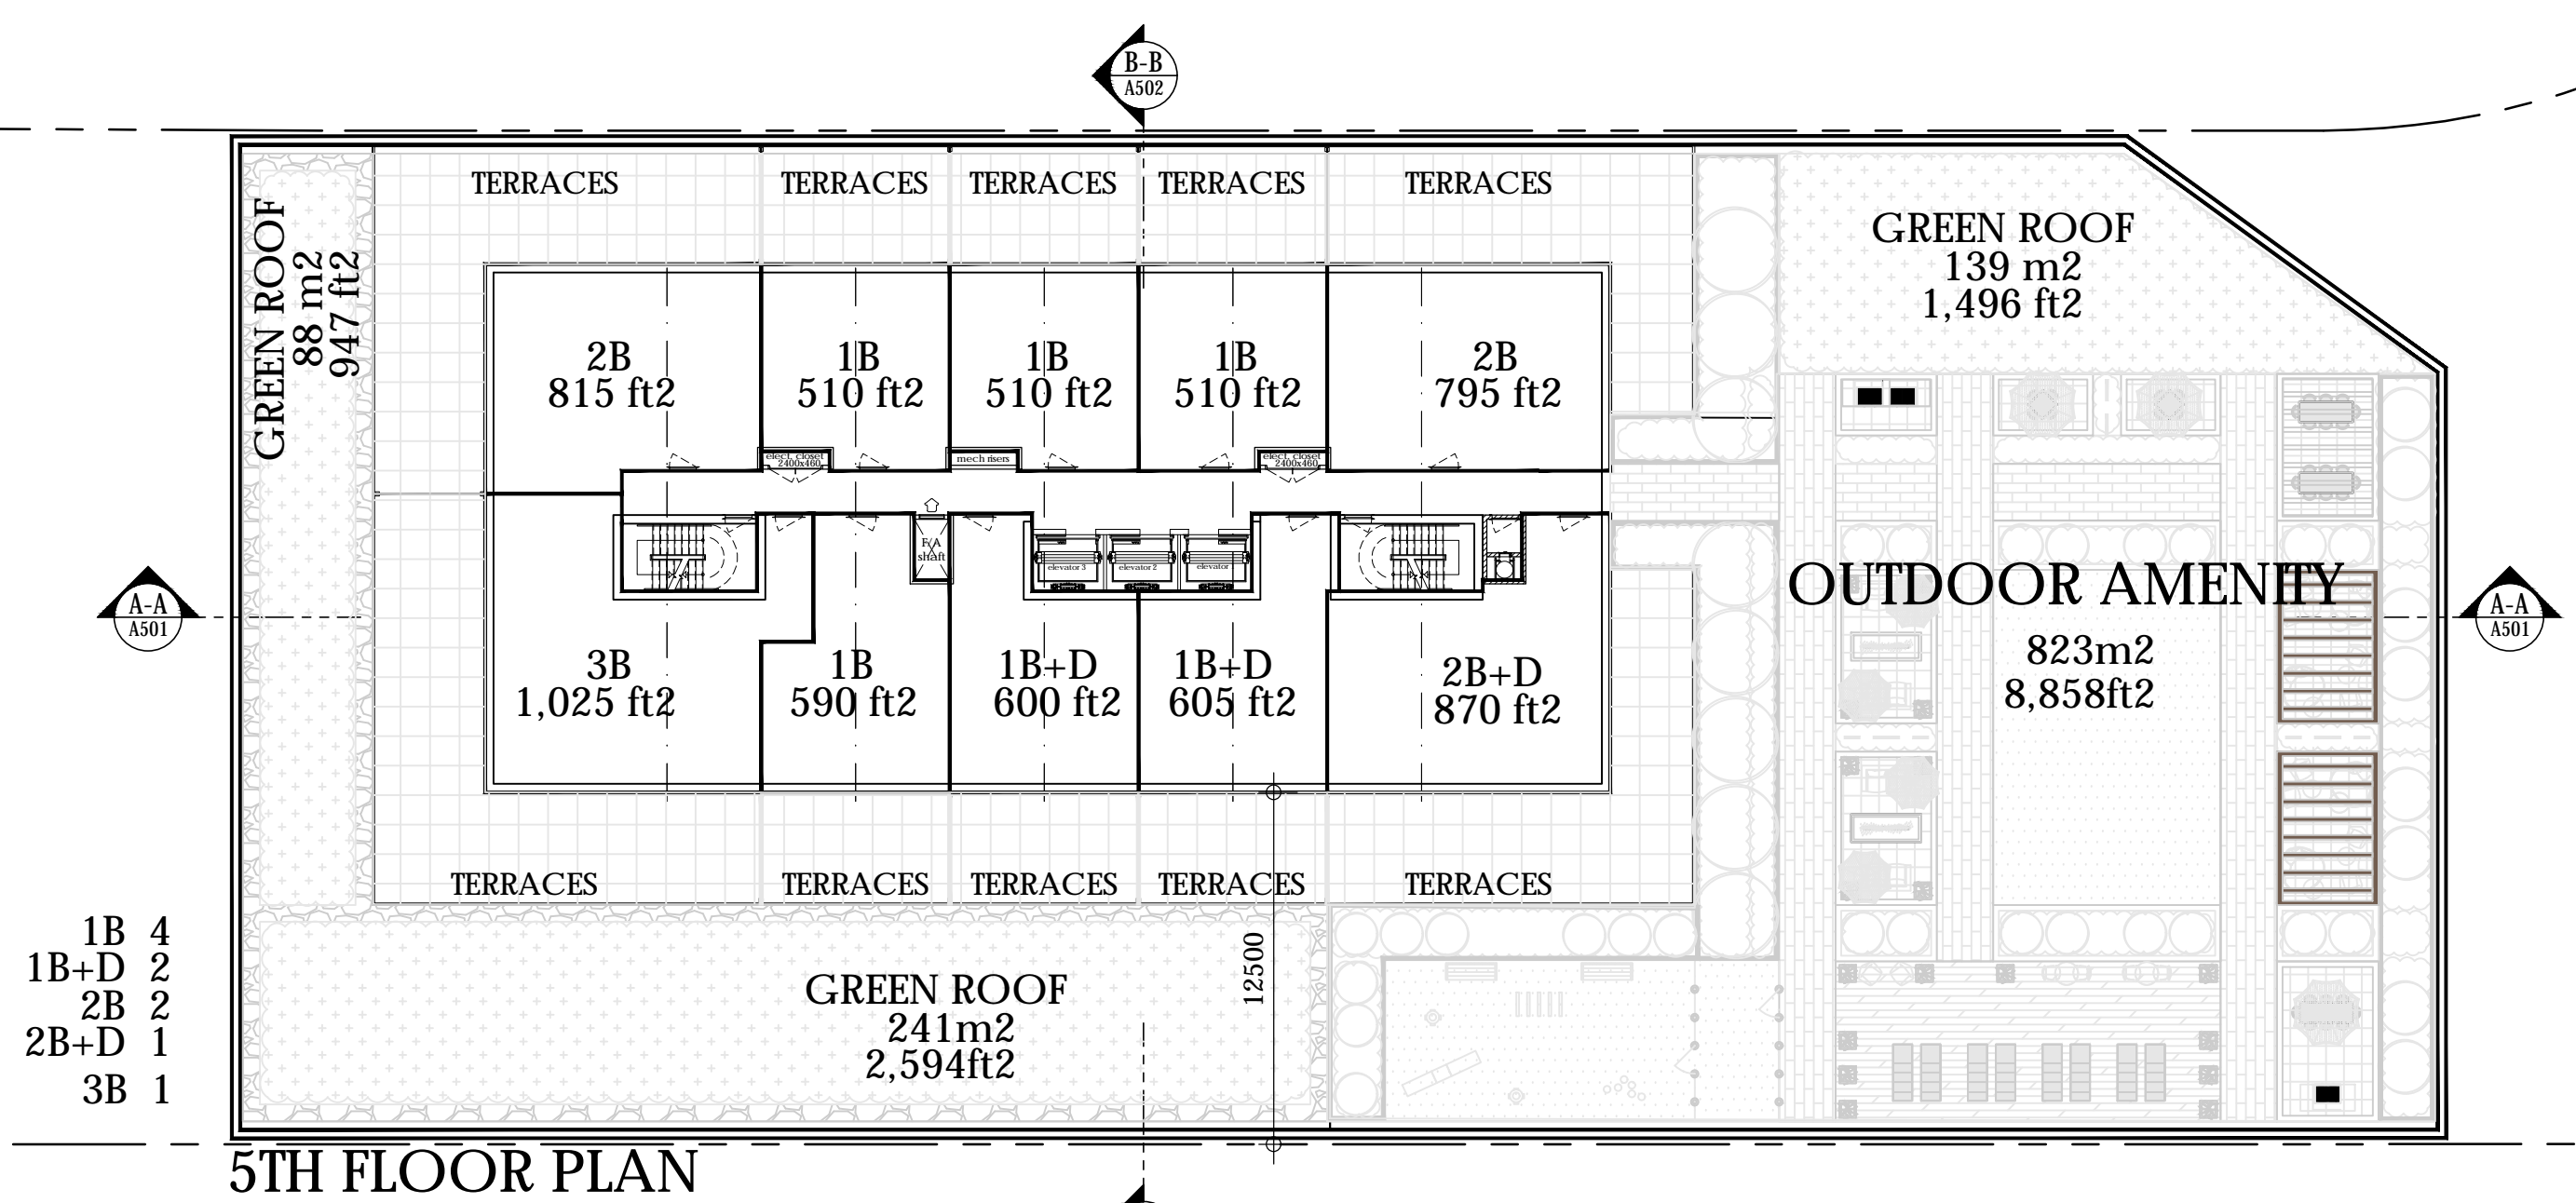 B-B
A502
TERRACES
TERRACES
TERRACES
TERRACES
TERRACES
GREEN ROOF
88 m2
947 ft2
GREEN ROOF
139 m2
1,496 ft2
2B
815 ft2
1B
510 ft2
1B
510 ft2
1B
510 ft2
2B
795 ft2
elect. closet
2400x460
mech risers
elect. closet
2400x460
F/A
shaft
elevator 3
elevator 2
elevator
A-A
A501
OUTDOOR AMENITY
823m2
8,858ft2
A-A
A501
3B
1,025 ft2
1B
590 ft2
1B+D
600 ft2
1B+D
605 ft2
2B+D
870 ft2
TERRACES
TERRACES
TERRACES
TERRACES
TERRACES
1B 4
1B+D 2
2B 2
2B+D 1
3B 1
GREEN ROOF
241m2
2,594ft2
12500
5TH FLOOR PLAN